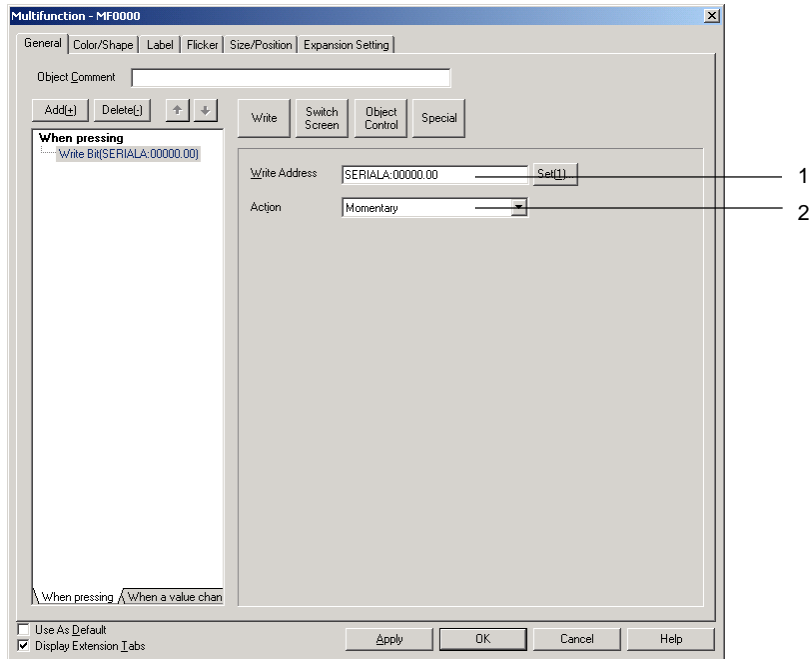 Multifunction - MF0000
General Color/Shape Label Flicker Size/Position Expansion Setting
Object Comment
Add(+) Delete(-)
Write Switch Screen Object Control Special
When pressing
Write Bit(SERIALA:00000.00)
Write Address SERIALA:00000.00 Set(1)... 1
Action Momentary 2
When pressing When a value chan
Use As Default
Display Extension Tabs
Apply OK Cancel Help